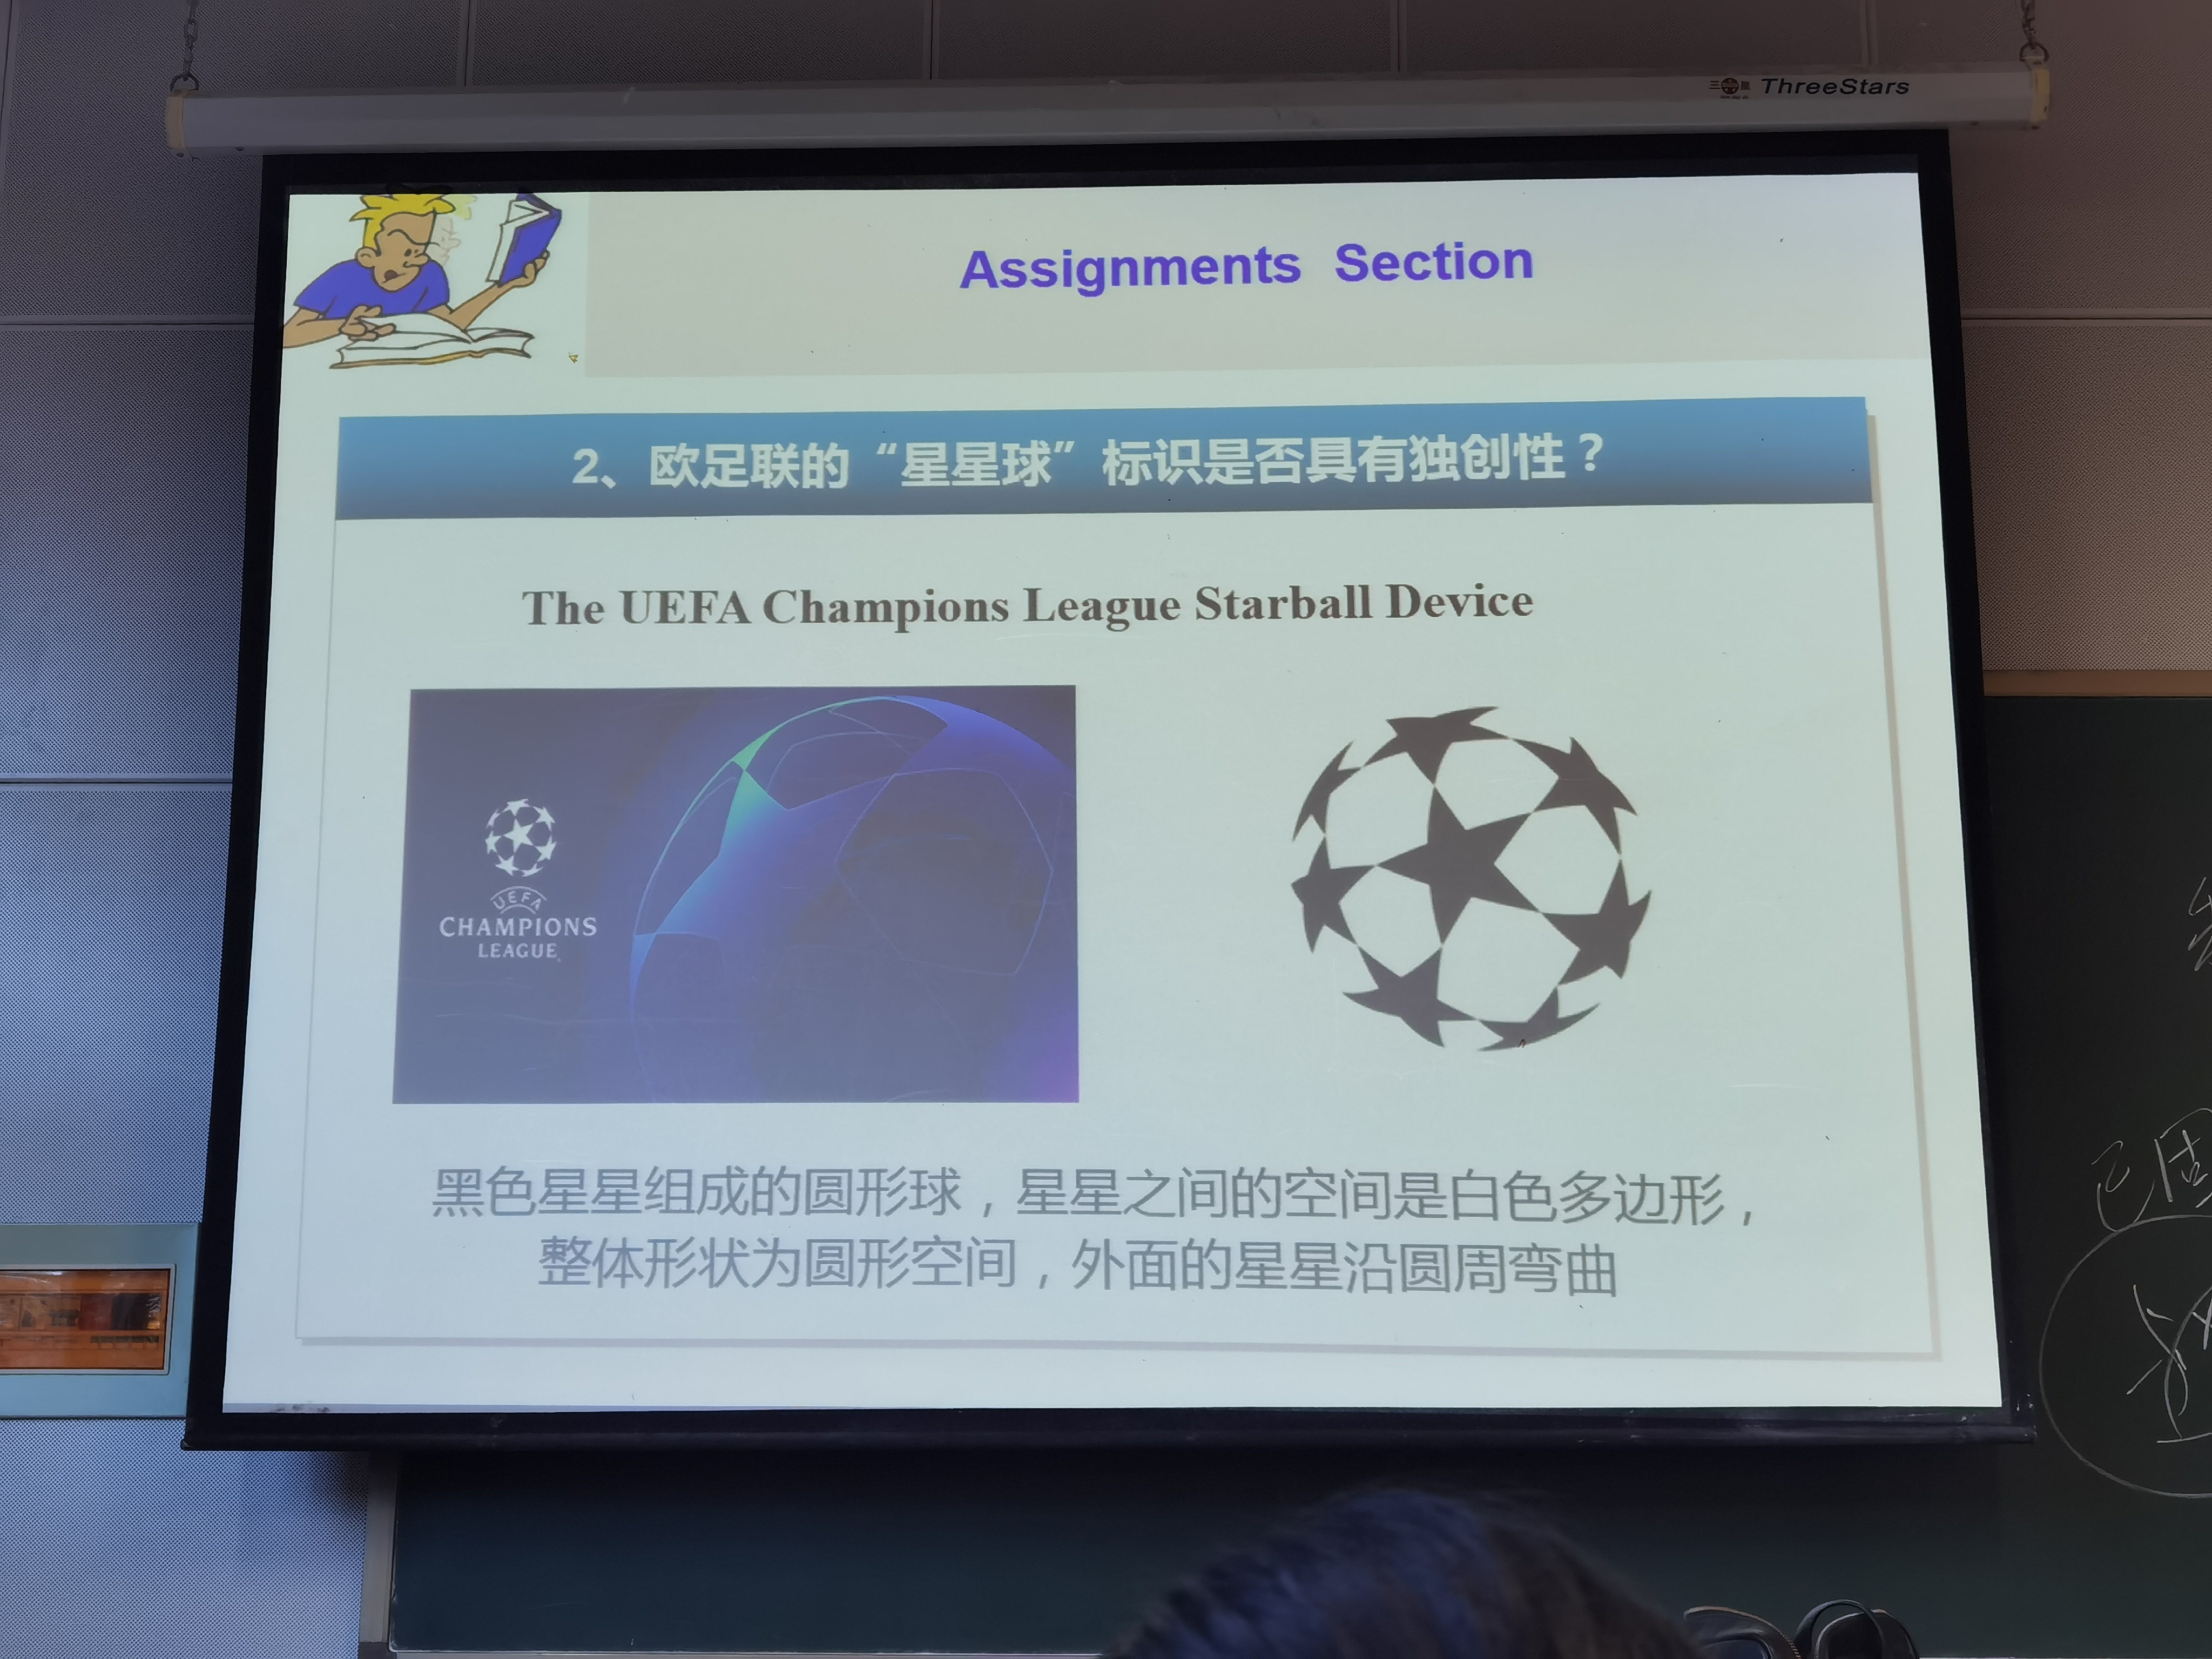 三 星 ThreeStars
Assignments Section
2、欧足联的“星星球”标识是否具有独创性？
The UEFA Champions League Starball Device
UEFA
CHAMPIONS
LEAGUE
黑色星星组成的圆形球，星星之间的空间是白色多边形，
整体形状为圆形空间，外面的星星沿圆周弯曲